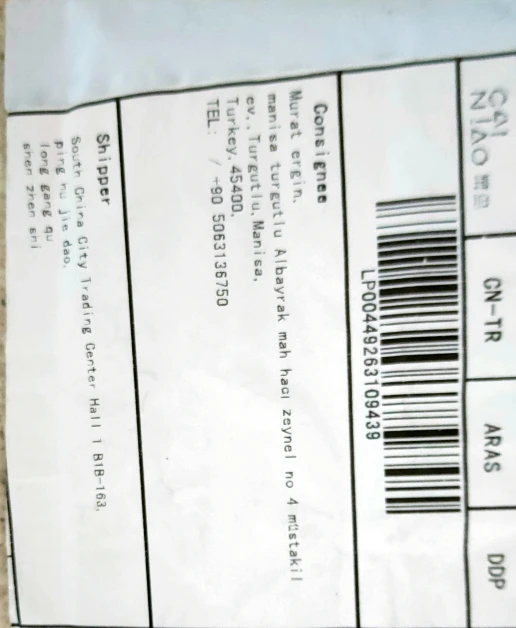 CAI NIAO 菜鸟
CN-TR
ARAS
DDP
LP00449263109439
Consignee
Murat ergin,
manisa turgutlu Albayrak mah haci zeynel no 4 müstakil
ev,,Turgutlu,Manisa,
Turkey,45400,
TEL: / +90 5063136750
Shipper
South China City Trading Center Hall 1 B1B-163,
ping hu jie dao,
long gang qu
shen zhen shi